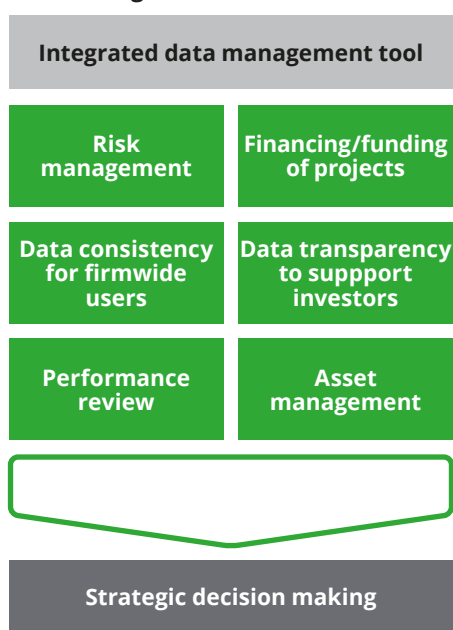 Integrated data management tool
Risk
management
Financing/funding
of projects
Data consistency
for firmwide
users
Data transparency
to suppport
investors
Performance
review
Asset
management
Strategic decision making